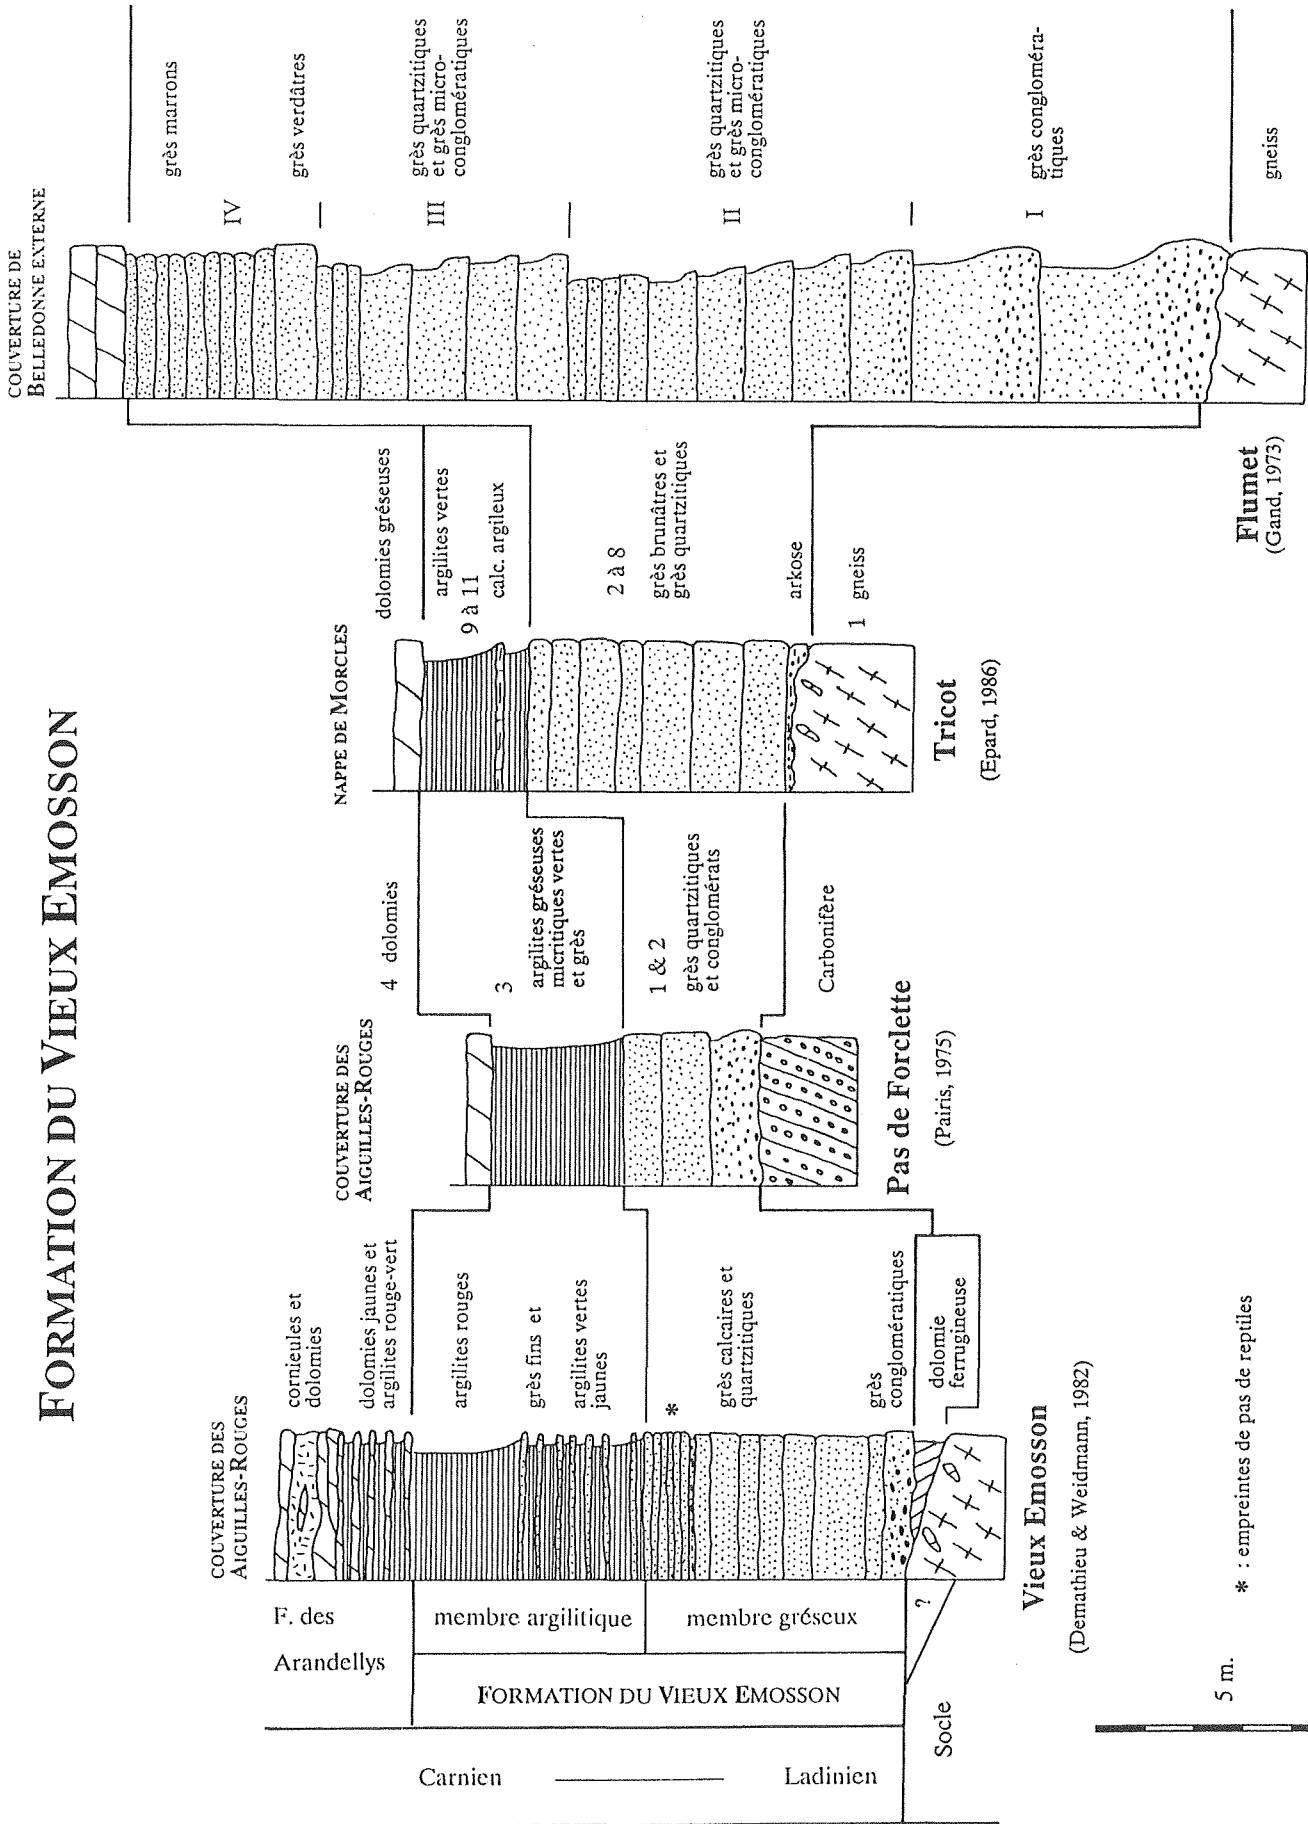 FORMATION DU VIEUX EMOSSON
COUVERTURE DES
AIGUILLES-ROUGES
cornieules et
dolomies
dolomies jaunes et
argilites rouge-vert
argilites rouges
grès fins et
argilites vertes
jaunes
*
grès calcaires et
quartzitiques
grès
conglomératiques
dolomie
ferrugineuse
F. des
Arandellys
membre argilitique
membre gréseux
?
FORMATION DU VIEUX EMOSSON
Socle
Carnien
Ladinien
Vieux Emosson
(Demathieu & Weidmann, 1982)
COUVERTURE DES
AIGUILLES-ROUGES
4 dolomies
3
argilites gréseuses
micritiques vertes
et grès
1 & 2
grès quartzitiques
et conglomérats
Carbonifère
Pas de Forclette
(Pairis, 1975)
NAPPE DE MORCLES
dolomies gréseuses
argilites vertes
9 à 11
calc. argileux
2 à 8
grès brunâtres et
grès quartzitiques
arkose
1 gneiss
Tricot
(Epard, 1986)
COUVERTURE DE
BELLEDONNE EXTERNE
grès marrons
IV
grès verdâtres
III
grès quartzitiques
et grès micro-
conglomératiques
II
grès quartzitiques
et grès micro-
conglomératiques
I
grès congloméra-
tiques
gneiss
Flumet
(Gand, 1973)
5 m.
* : empreintes de pas de reptiles